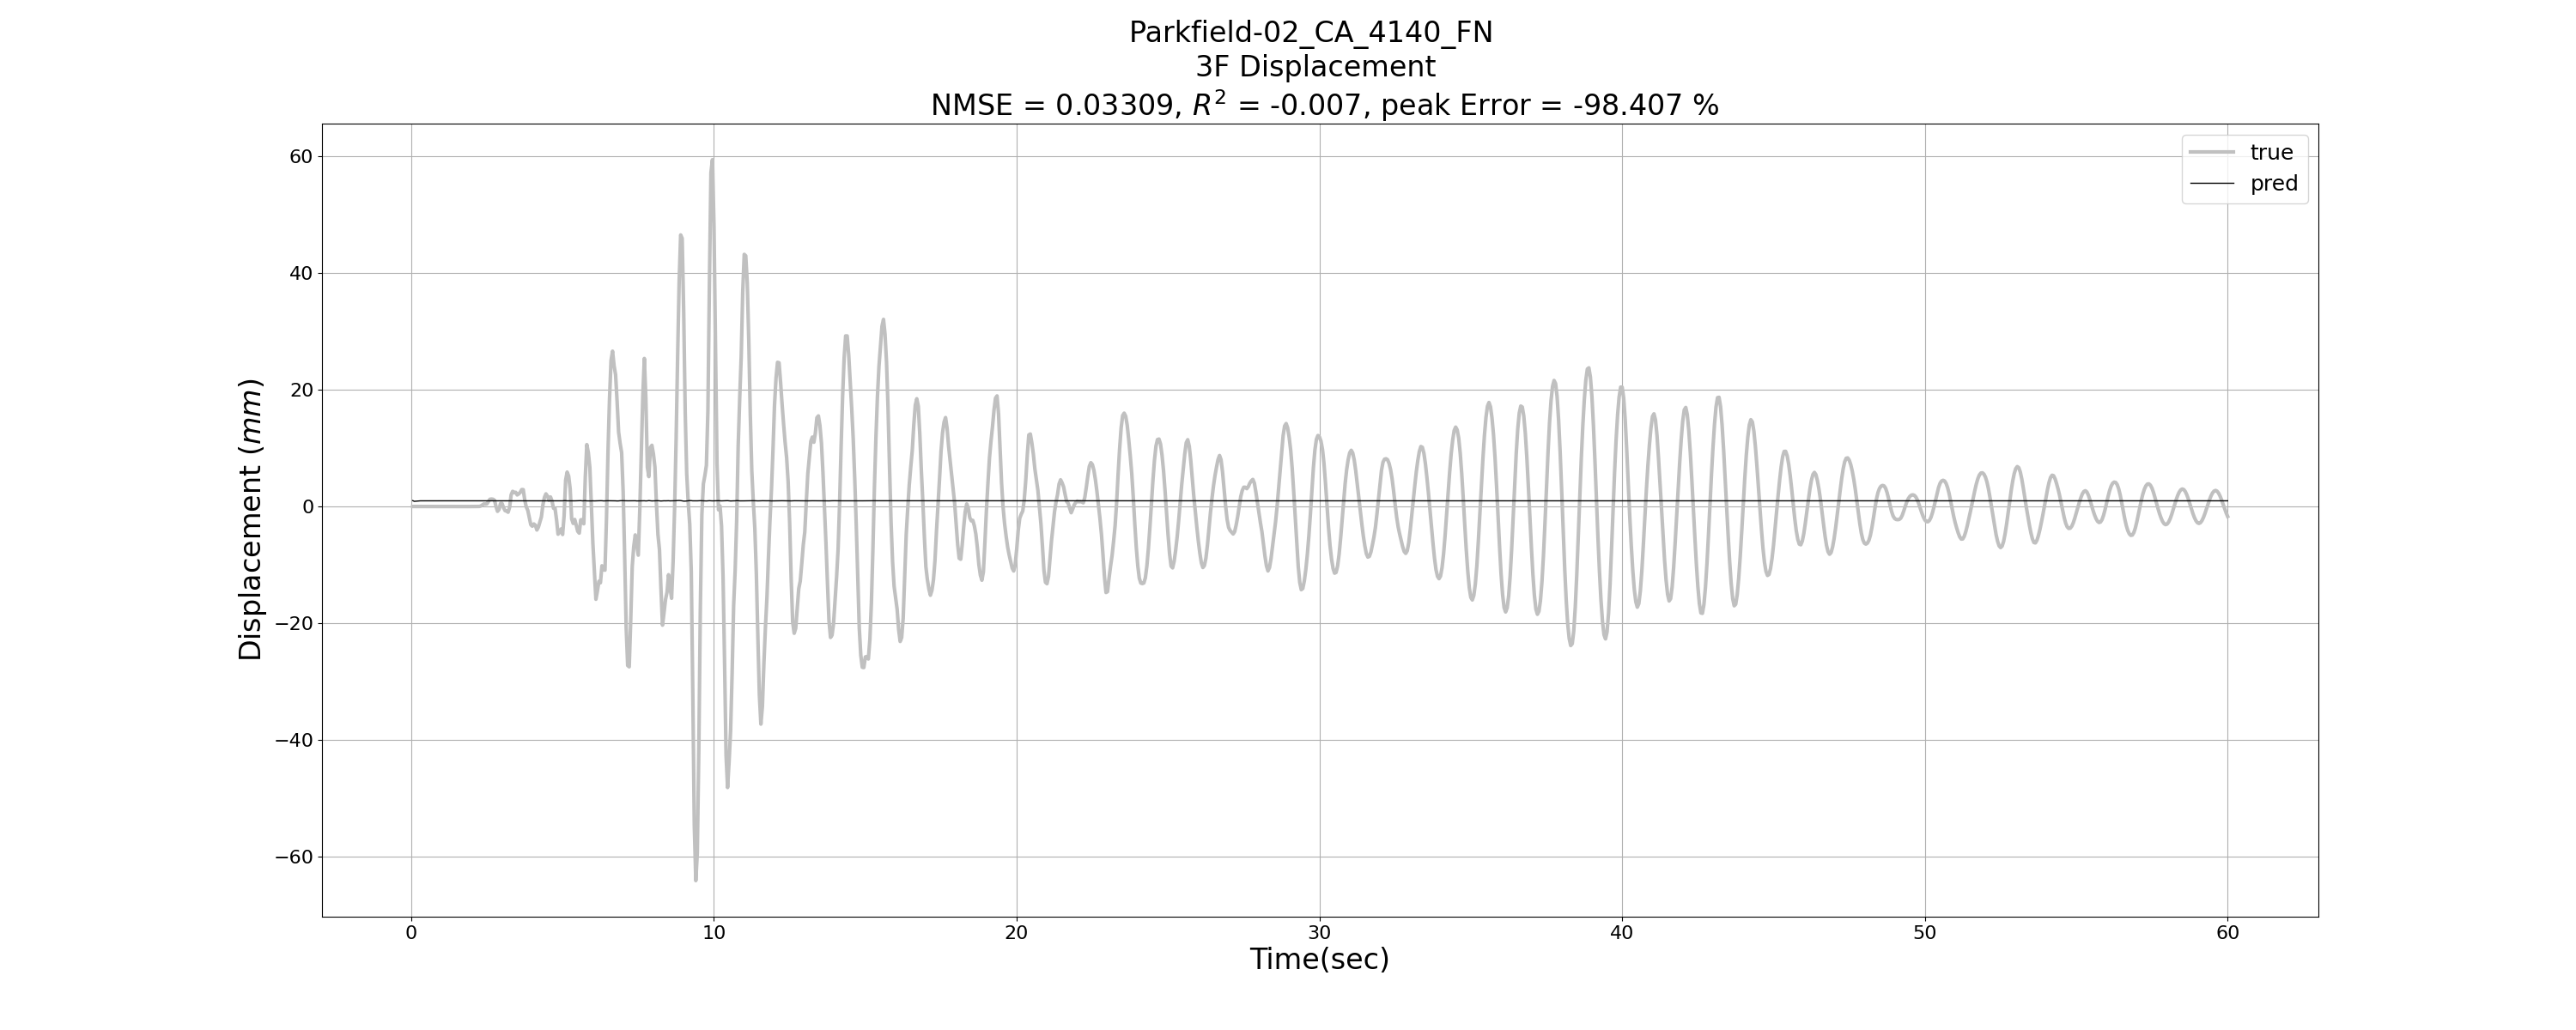 Parkfield-02_CA_4140_FN
3F Displacement
NMSE = 0.03309, R² = -0.007, peak Error = -98.407 %
true
pred
Displacement (mm)
60
40
20
0
−20
−40
−60
0 10 20 30 40 50 60
Time(sec)